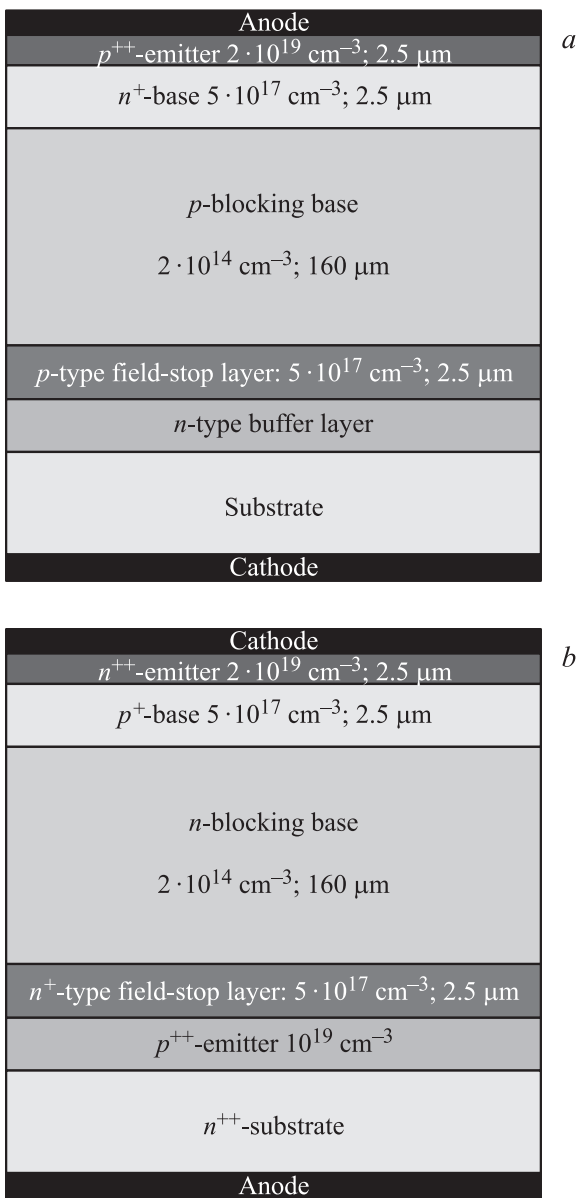 Anode
a
p++-emitter 2·10^19 cm^–3; 2.5 μm
n+-base 5·10^17 cm^–3; 2.5 μm
p-blocking base
2·10^14 cm^–3; 160 μm
p-type field-stop layer: 5·10^17 cm^–3; 2.5 μm
n-type buffer layer
Substrate
Cathode
Cathode
b
n++-emitter 2·10^19 cm^–3; 2.5 μm
p+-base 5·10^17 cm^–3; 2.5 μm
n-blocking base
2·10^14 cm^–3; 160 μm
n+-type field-stop layer: 5·10^17 cm^–3; 2.5 μm
p++-emitter 10^19 cm^–3
n++-substrate
Anode